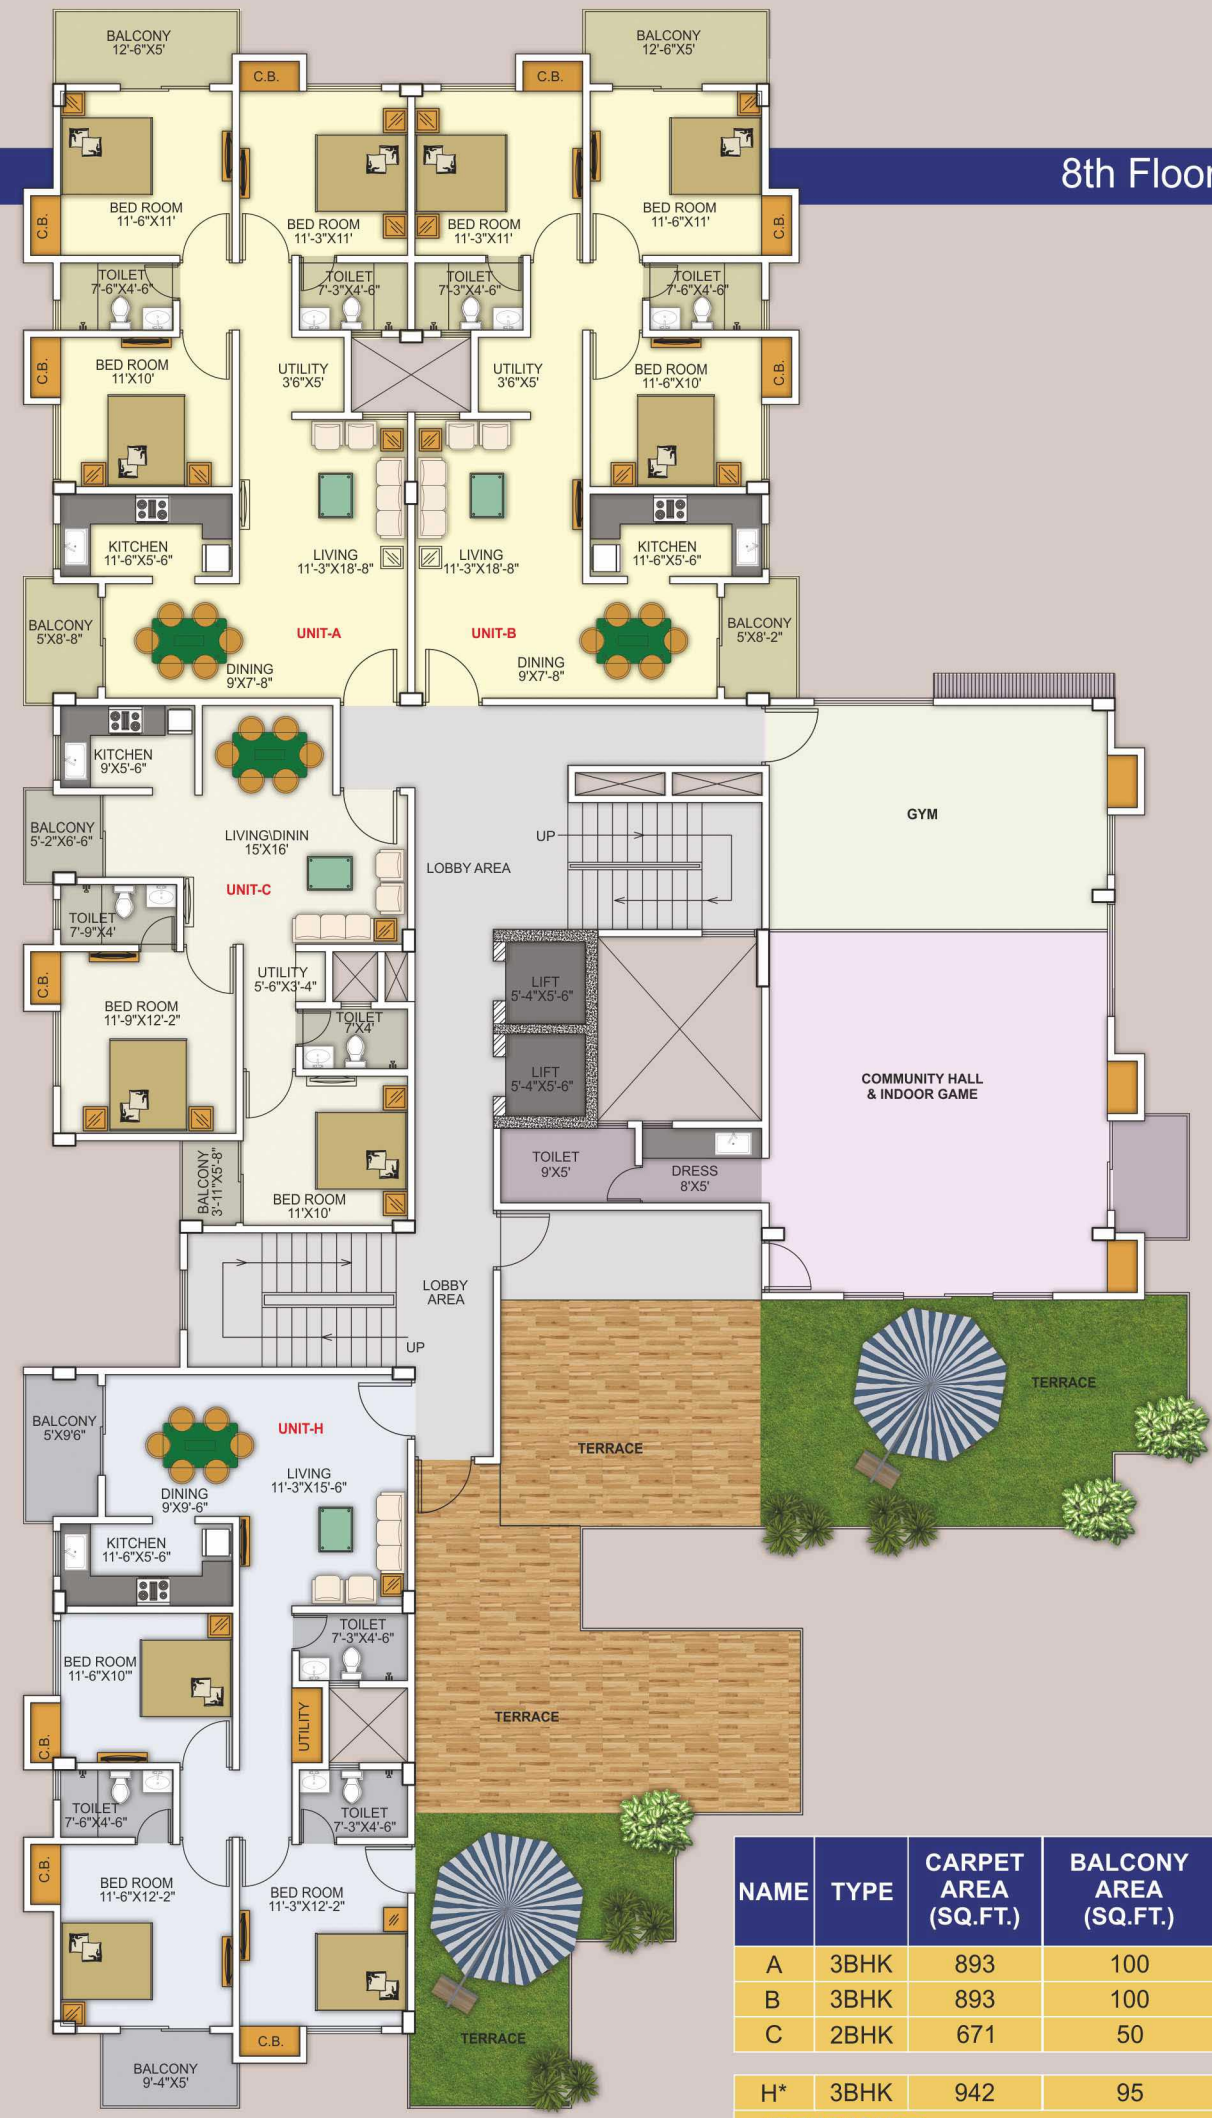 BALCONY
12'-6"X5'
BALCONY
12'-6"X5'
C.B.
C.B.
8th Floor
BED ROOM
11'-6"X11'
BED ROOM
11'-3"X11'
BED ROOM
11'-3"X11'
BED ROOM
11'-6"X11'
C.B.
C.B.
TOILET
7'-6"X4'-6"
TOILET
7'-3"X4'-6"
TOILET
7'-3"X4'-6"
TOILET
7'-6"X4'-6"
C.B.
BED ROOM
11'X10'
UTILITY
3'6"X5'
UTILITY
3'6"X5'
BED ROOM
11'-6"X10'
C.B.
KITCHEN
11'-6"X5'-6"
LIVING
11'-3"X18'-8"
LIVING
11'-3"X18'-8"
KITCHEN
11'-6"X5'-6"
BALCONY
5'X8'-8"
UNIT-A
UNIT-B
BALCONY
5'X8'-2"
DINING
9'X7'-8"
DINING
9'X7'-8"
KITCHEN
9'X5'-6"
GYM
BALCONY
5'-2"X6'-6"
LIVING\DININ
15'X16'
UP
LOBBY AREA
UNIT-C
TOILET
7'-9"X4'
C.B.
UTILITY
5'-6"X3'-4"
LIFT
5'-4"X5'-6"
BED ROOM
11'-9"X12'-2"
TOILET
7'X4'
LIFT
5'-4"X5'-6"
COMMUNITY HALL
& INDOOR GAME
BALCONY
3'-11"X5'-8"
TOILET
9'X5'
DRESS
8'X5'
BED ROOM
11'X10'
LOBBY
AREA
UP
TERRACE
BALCONY
5'X9'6"
UNIT-H
TERRACE
LIVING
11'-3"X15'-6"
DINING
9'X9'-6"
KITCHEN
11'-6"X5'-6"
TOILET
7'-3"X4'-6"
BED ROOM
11'-6"X10'"
C.B.
UTILITY
TERRACE
TOILET
7'-6"X4'-6"
TOILET
7'-3"X4'-6"
C.B.
BED ROOM
11'-6"X12'-2"
BED ROOM
11'-3"X12'-2"
C.B.
TERRACE
BALCONY
9'-4"X5'
NAME TYPE CARPET AREA (SQ.FT.) BALCONY AREA (SQ.FT.)
A 3BHK 893 100
B 3BHK 893 100
C 2BHK 671 50
H* 3BHK 942 95